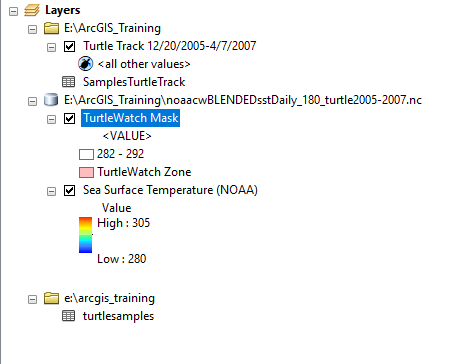 Layers
E:\ArcGIS_Training
Turtle Track 12/20/2005-4/7/2007
<all other values>
SamplesTurtleTrack
E:\ArcGIS_Training\noaacwBLENDEDsstDaily_180_turtle2005-2007.nc
TurtleWatch Mask
<VALUE>
282 - 292
TurtleWatch Zone
Sea Surface Temperature (NOAA)
Value
High : 305
Low : 280
e:\arcgis_training
turtlesamples